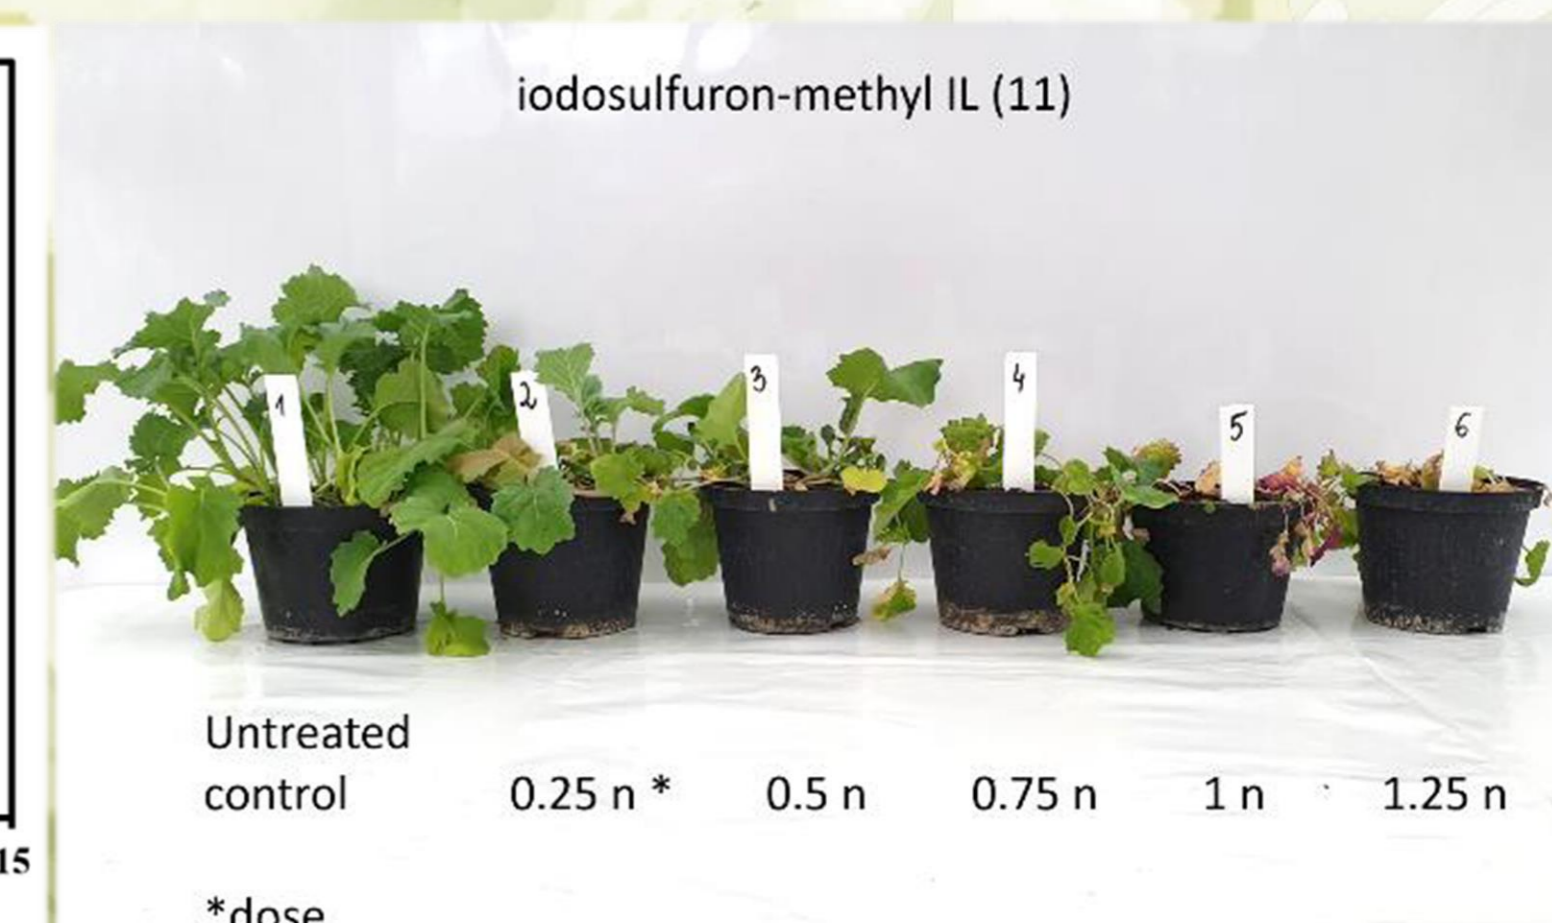 iodosulfuron-methyl IL (11)
1
2
3
4
5
6
Untreated
control
0.25 n *
0.5 n
0.75 n
1 n
1.25 n
15
*dose